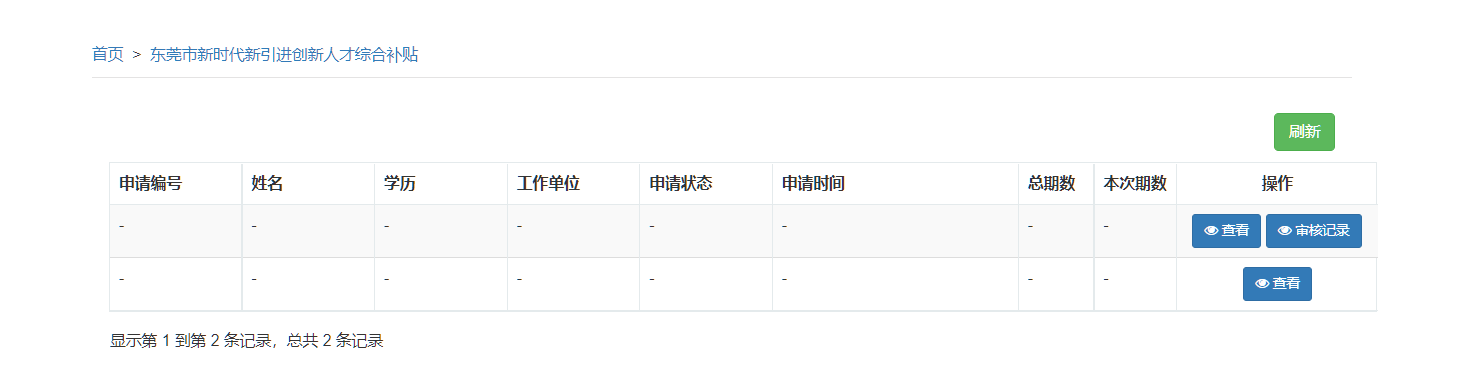 首页 > 东莞市新时代新引进创新人才综合补贴
刷新
申请编号 姓名 学历 工作单位 申请状态 申请时间 总期数 本次期数 操作
- - - - - - - - 查看 审核记录
- - - - - - - - 查看
显示第 1 到第 2 条记录，总共 2 条记录